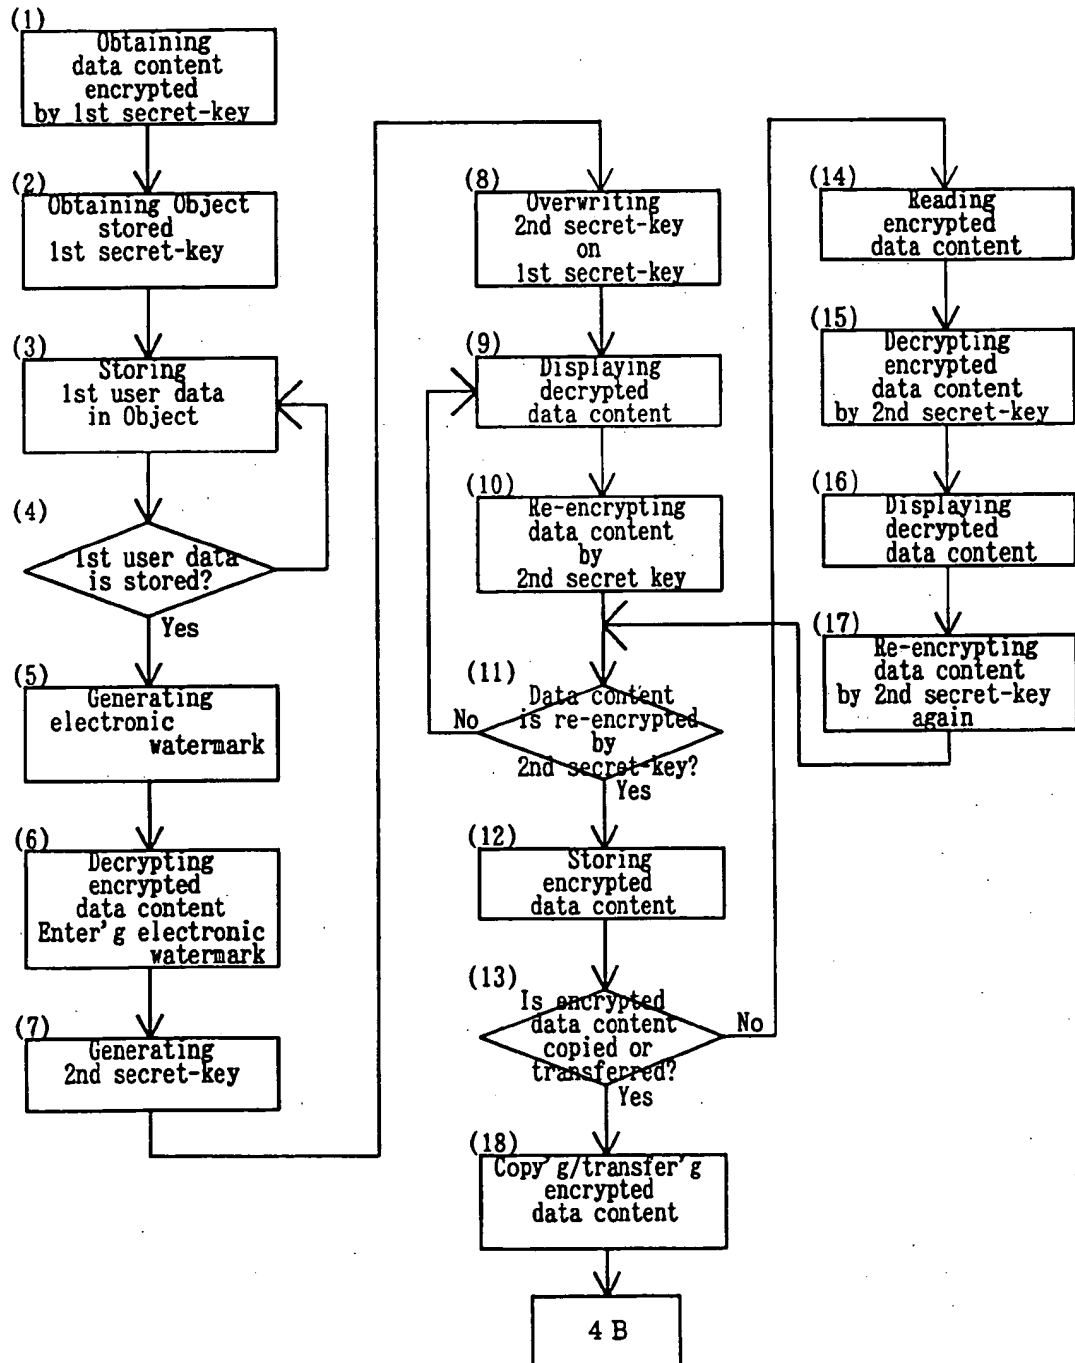 (1)
Obtaining
data content
encrypted
by 1st secret-key
(2)
Obtaining Object
stored
1st secret-key
(3)
Storing
1st user data
in Object
(4)
1st user data
is stored?
Yes
(5)
Generating
electronic
watermark
(6)
Decrypting
encrypted
data content
Enter'g electronic
watermark
(7)
Generating
2nd secret-key
(8)
Overwriting
2nd secret-key
on
1st secret-key
(9)
Displaying
decrypted
data content
(10)
Re-encrypting
data content
by
2nd secret key
(11)
Data content
is re-encrypted
by
2nd secret-key?
No
Yes
(12)
Storing
encrypted
data content
(13)
Is encrypted
data content
copied or
transferred?
No
Yes
(18)
Copy'g/transfer'g
encrypted
data content
4 B
(14)
Reading
encrypted
data content
(15)
Decrypting
encrypted
data content
by 2nd secret-key
(16)
Displaying
decrypted
data content
(17)
Re-encrypting
data content
by 2nd secret-key
again